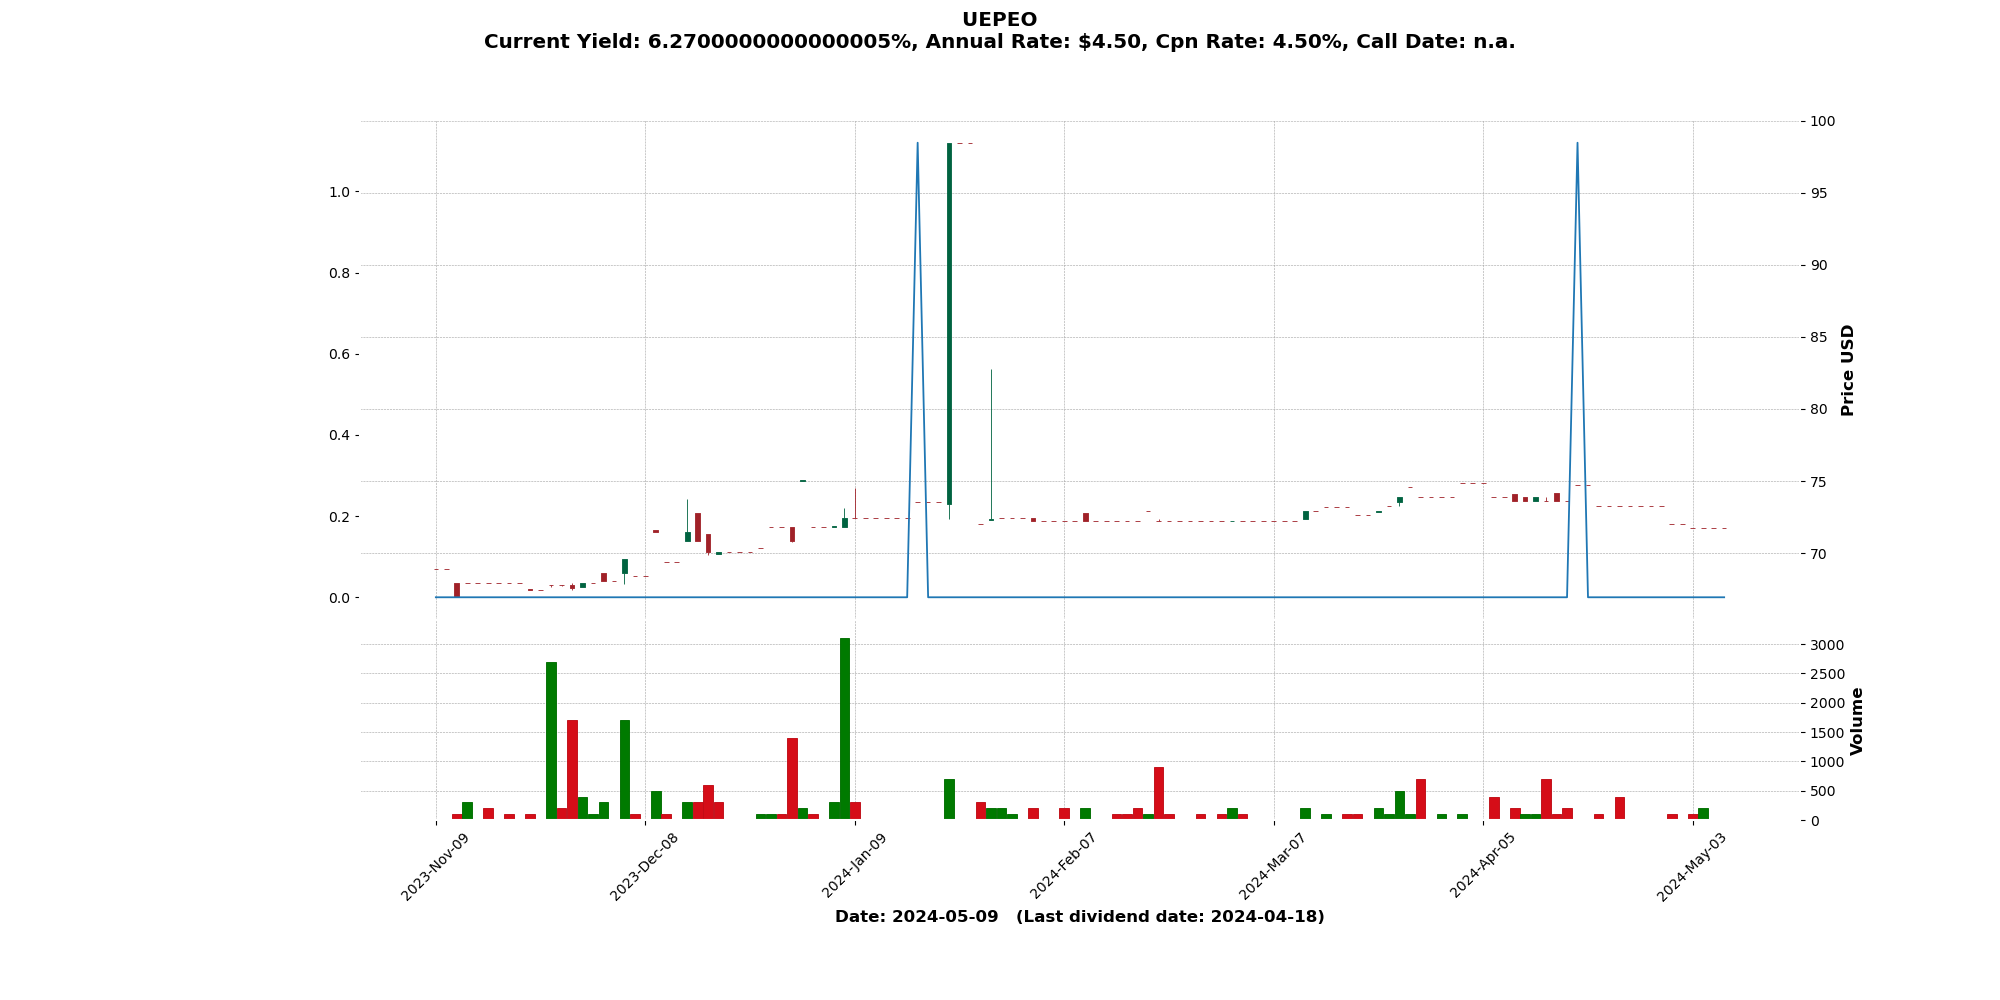 UEPEO
Current Yield: 6.2700000000000005%, Annual Rate: $4.50, Cpn Rate: 4.50%, Call Date: n.a.
1.0
0.8
0.6
0.4
0.2
0.0
100
95
90
85
80
75
70
Price USD
3000
2500
2000
1500
1000
500
0
Volume
2023-Nov-09
2023-Dec-08
2024-Jan-09
2024-Feb-07
2024-Mar-07
2024-Apr-05
2024-May-03
Date: 2024-05-09   (Last dividend date: 2024-04-18)